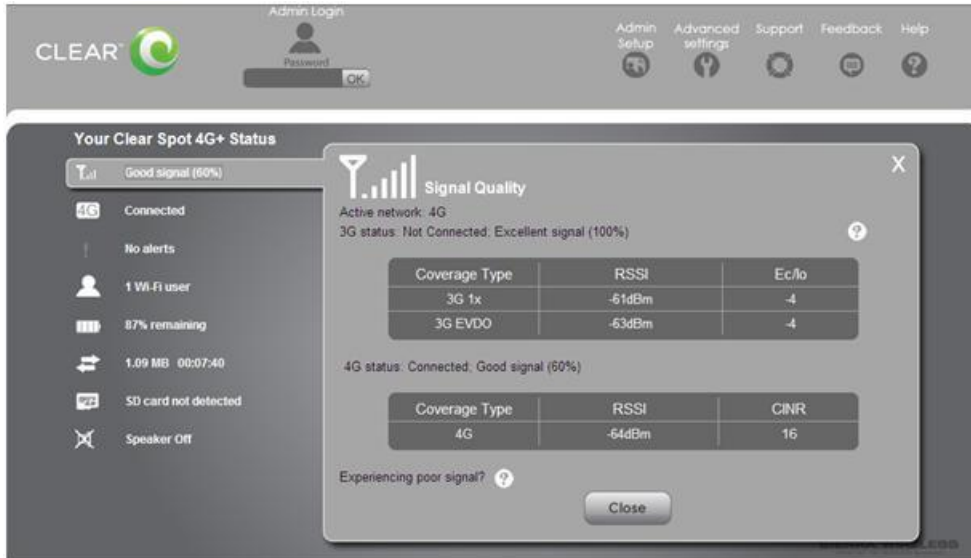 Admin Login
CLEAR
Password
OK
Admin Setup
Advanced settings
Support
Feedback
Help
Your Clear Spot 4G+ Status
Good signal (60%)
4G Connected
No alerts
1 Wi-Fi user
87% remaining
1.09 MB 00:07:40
SD card not detected
Speaker Off
Signal Quality
X
Active network: 4G
3G status: Not Connected; Excellent signal (100%)
?
Coverage Type RSSI Ec/Io
3G 1x -61dBm -4
3G EVDO -63dBm -4
4G status: Connected; Good signal (60%)
Coverage Type RSSI CINR
4G -64dBm 16
Experiencing poor signal? ?
Close